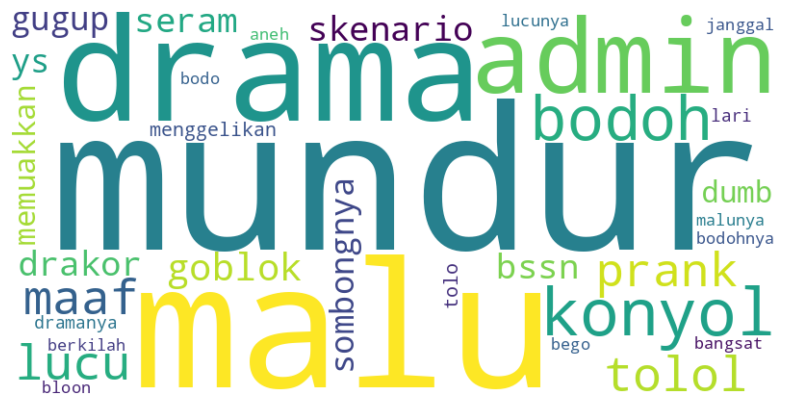 gugup
seram
aneh
skenario
lucunya
janggal
drama
admin
ys
bodo
memuakkan
menggelikan
bodoh
lari
mundur
dumb
malunya
bodohnya
sombongnya
drakor
goblok
tolo
bssn
prank
maaf
malu
konyol
dramanya
berkilah
lucu
bego
bangsat
bloon
tolol